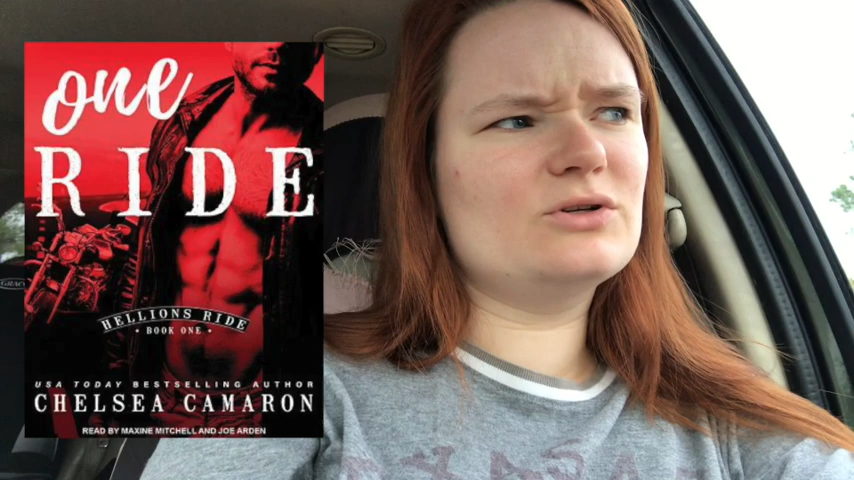 one
RIDE
HELLIONS RIDE
• BOOK ONE •
USA TODAY BESTSELLING AUTHOR
CHELSEA CAMARON
READ BY MAXINE MITCHELL AND JOE ARDEN
GRACO